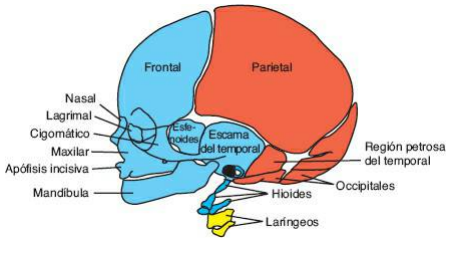 Frontal
Parietal
Nasal
Lagrimal
Cigomático
Maxilar
Apófisis incisiva
Mandíbula
Esfe-
noides
Escama
del temporal
Región petrosa
del temporal
Occipitales
Hioides
Laríngeos